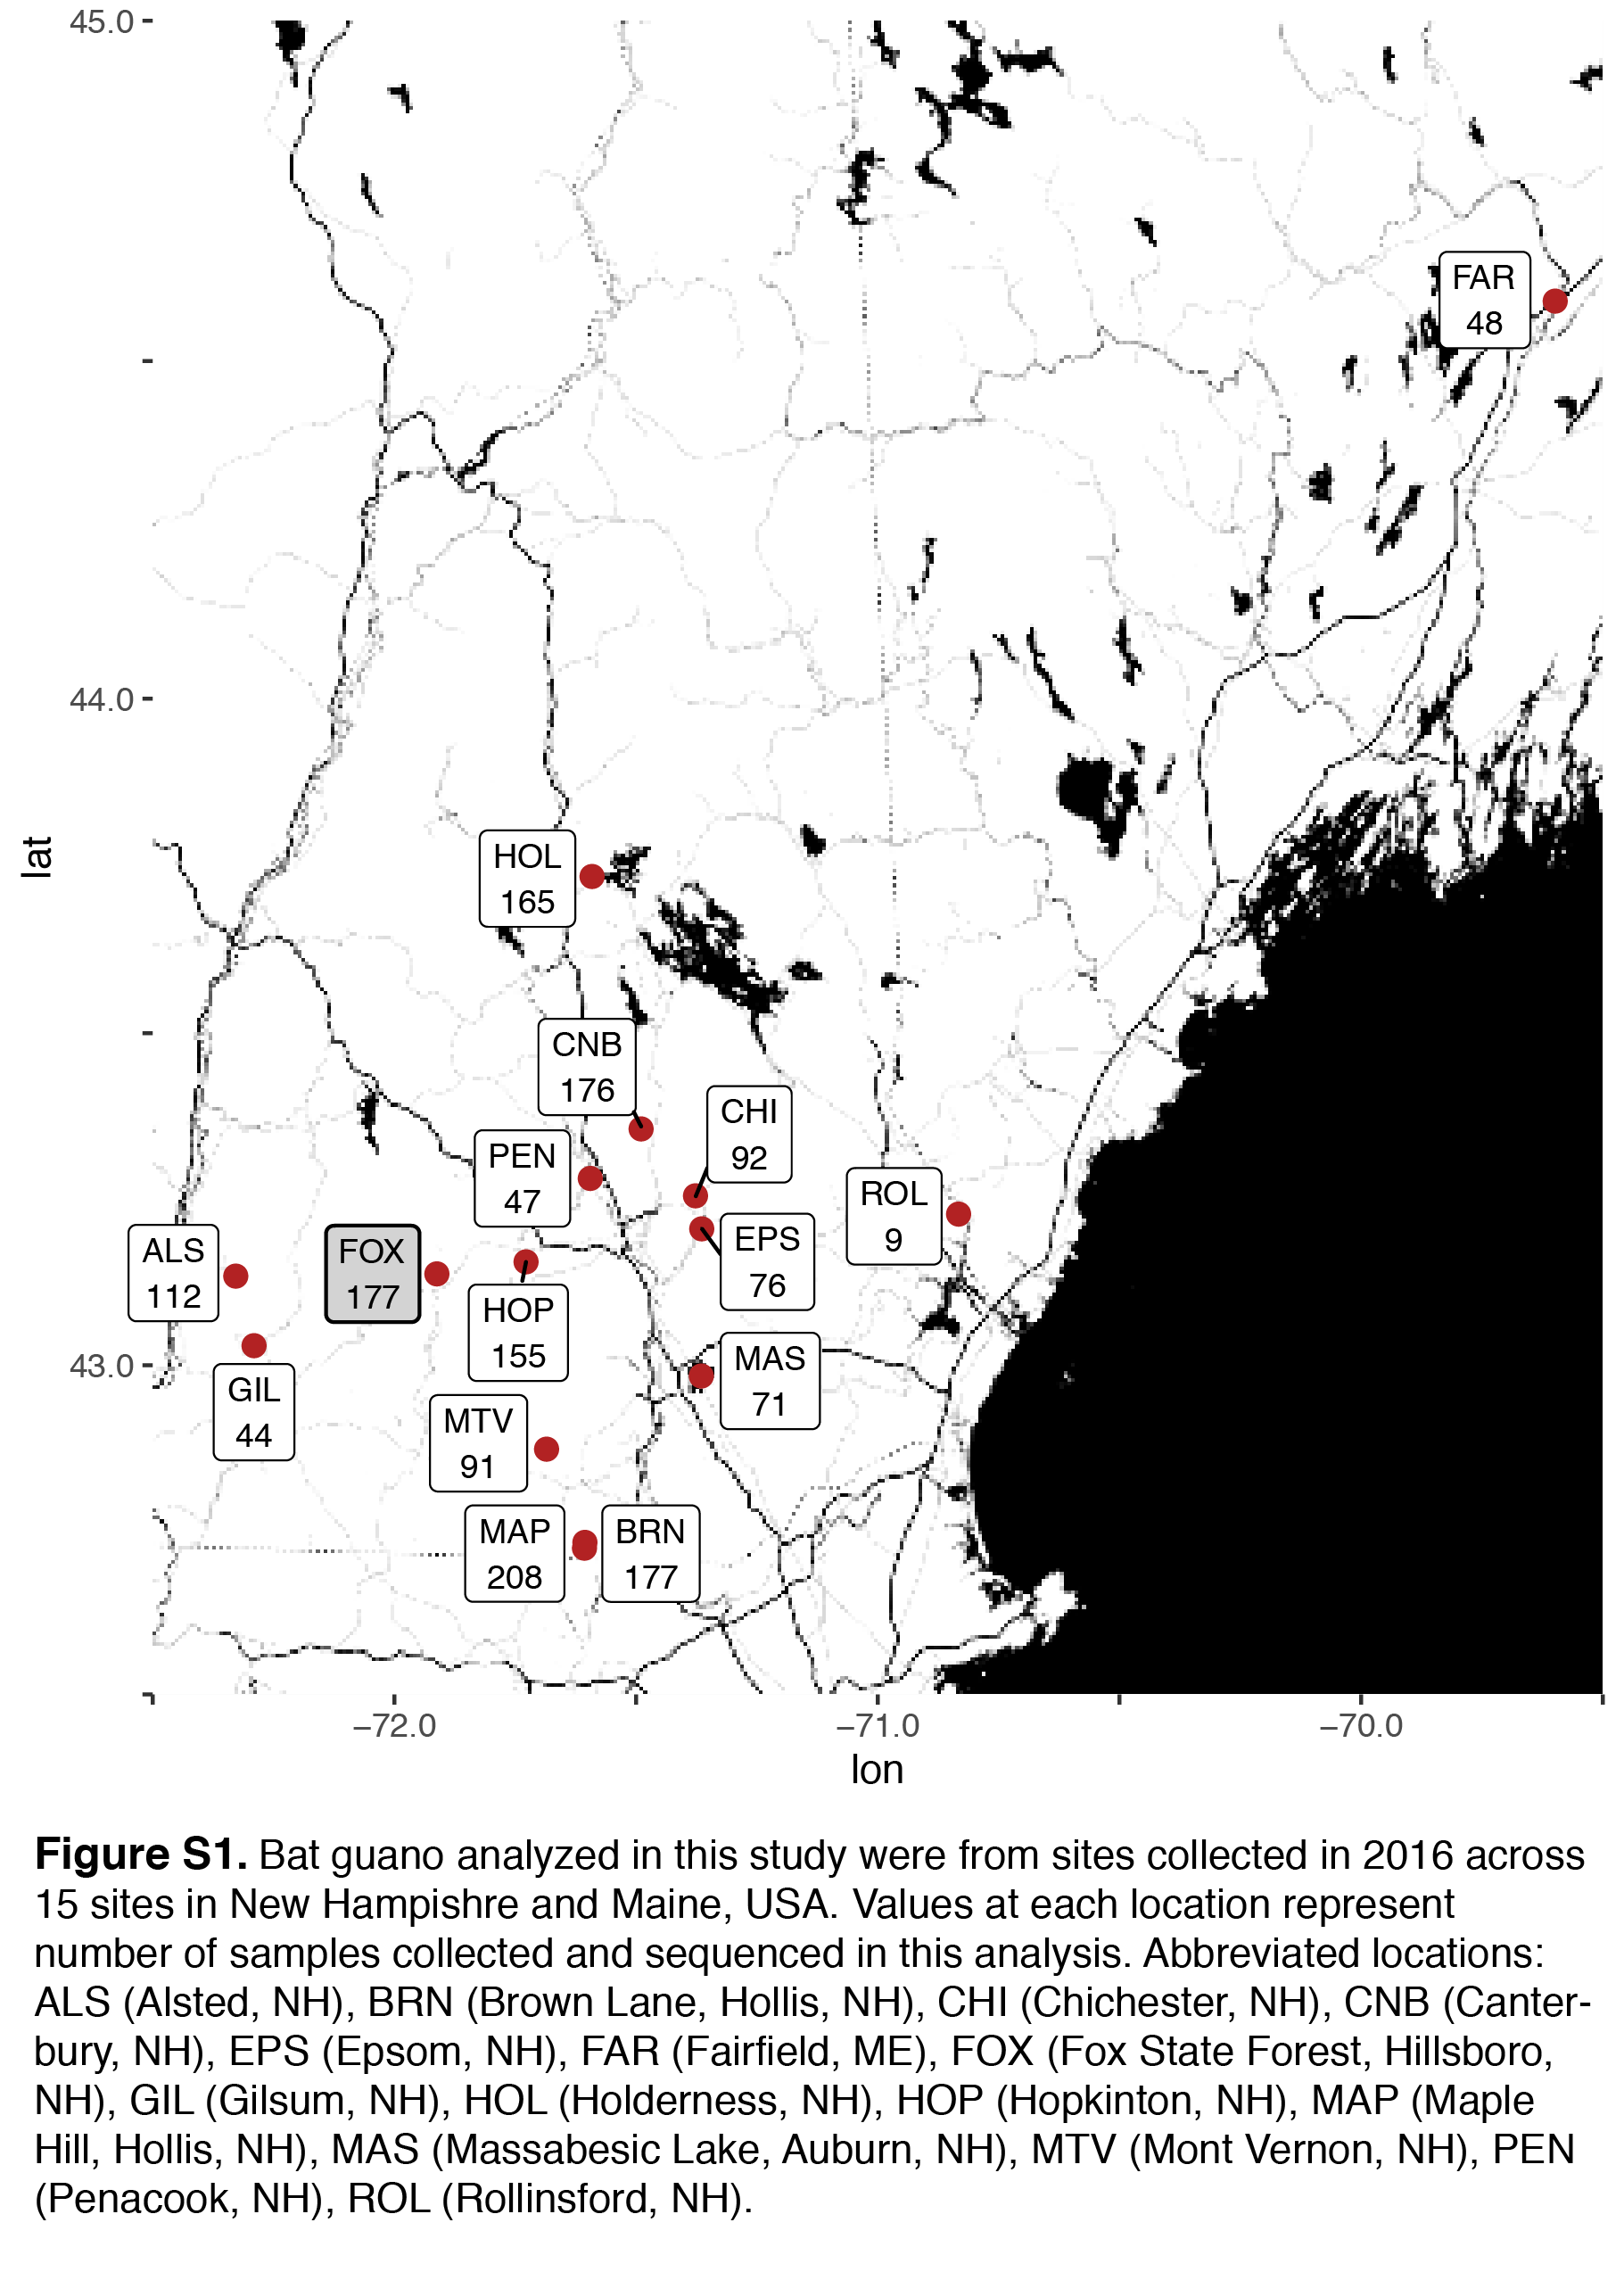 45.0
FAR
48
44.0
lat
HOL
165
CNB
176
CHI
92
PEN
47
ROL
9
ALS
112
FOX
177
EPS
76
HOP
155
43.0
MAS
71
GIL
44
MTV
91
MAP
208
BRN
177
−72.0
−71.0
−70.0
lon
Figure S1. Bat guano analyzed in this study were from sites collected in 2016 across
15 sites in New Hampishre and Maine, USA. Values at each location represent
number of samples collected and sequenced in this analysis. Abbreviated locations:
ALS (Alsted, NH), BRN (Brown Lane, Hollis, NH), CHI (Chichester, NH), CNB (Canter-
bury, NH), EPS (Epsom, NH), FAR (Fairfield, ME), FOX (Fox State Forest, Hillsboro,
NH), GIL (Gilsum, NH), HOL (Holderness, NH), HOP (Hopkinton, NH), MAP (Maple
Hill, Hollis, NH), MAS (Massabesic Lake, Auburn, NH), MTV (Mont Vernon, NH), PEN
(Penacook, NH), ROL (Rollinsford, NH).